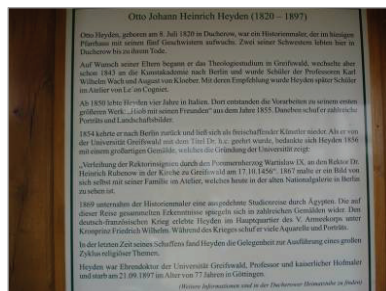 Otto Johann Heinrich Heyden (1820 – 1897)
Otto Heyden, geboren am 8. Juli 1820 in Ducherow, war ein Historienmaler, der im hiesigen
Pfarrhaus mit seinen fünf Geschwistern aufwuchs. Zwei seiner Schwestern lebten hier in
Ducherow bis zu ihrem Tode.
Auf Wunsch seiner Eltern begann er das Theologiestudium in Greifswald, wechselte aber
schon 1843 an die Kunstakademie nach Berlin und wurde Schüler der Professoren Karl
Wilhelm Wach und August von Kloeber. Mit deren Empfehlung wurde Heyden später Schüler
im Atelier von Le´on Cogniet.
Ab 1850 lebte Heyden vier Jahre in Italien. Dort entstanden die Vorarbeiten zu seinem ersten
größeren Werk: „Hiob mit seinen Freunden" aus dem Jahre 1855. Daneben schuf er zahlreiche
Porträts und Landschaftsbilder.
1854 kehrte er nach Berlin zurück und ließ sich als freischaffender Künstler nieder. Als er von
der Universität Greifswald mit dem Titel Dr. h.c. geehrt wurde, bedankte sich Heyden 1856
mit einem großartigen Gemälde, welches die Gründung der Universität zeigt:
„Verleihung der Rektorinsignien durch den Pommernherzog Wartislaw IX. an den Rektor Dr.
Heinrich Rubenow in der Kirche zu Greifswald am 17.10.1456". 1867 malte er ein Bild von
sich selbst mit seiner Familie im Atelier, welches heute in der alten Nationalgalerie in Berlin
zu sehen ist.
1869 unternahm der Historienmaler eine ausgedehnte Studienreise durch Ägypten. Die auf
dieser Reise gesammelten Erkenntnisse spiegeln sich in zahlreichen Gemälden wider. Den
deutsch-französischen Krieg erlebte Heyden im Hauptquartier des V. Armeekorps unter
Kronprinz Friedrich Wilhelm. Während des Krieges schuf er viele Aquarelle und Porträts.
In der letzten Zeit seines Schaffens fand Heyden die Gelegenheit zur Ausführung eines großen
Zyklus religiöser Themen.
Heyden war Ehrendoktor der Universität Greifswald, Professor und kaiserlicher Hofmaler
und starb am 21.09.1897 im Alter von 77 Jahren in Göttingen.
(Weitere Informationen sind in der Ducherower Heimatstube zu finden)